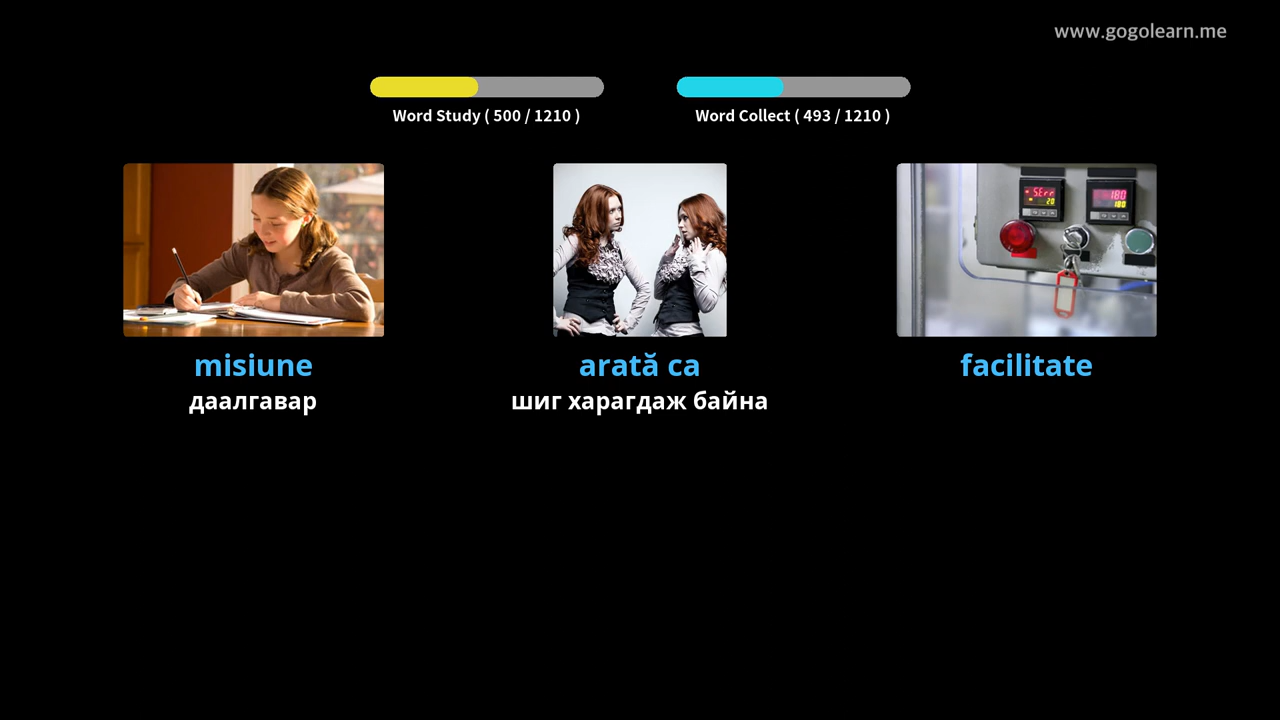 www.gogolearn.me
Word Study ( 500 / 1210 )
Word Collect ( 493 / 1210 )
misiune
даалгавар
arată ca
шиг харагдаж байна
facilitate